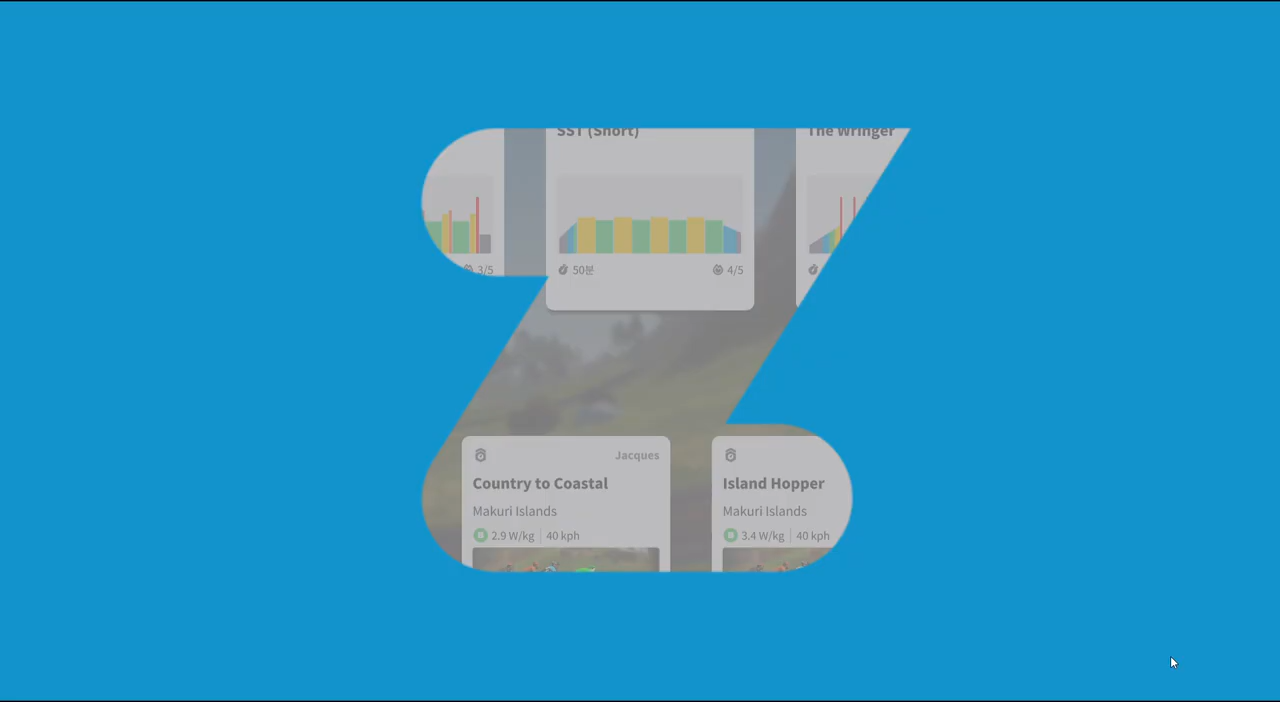 SST (Short)
The Wringer
3/5
50분
4/5
Jacques
Country to Coastal
Island Hopper
Makuri Islands
Makuri Islands
2.9 W/kg | 40 kph
3.4 W/kg | 40 kph